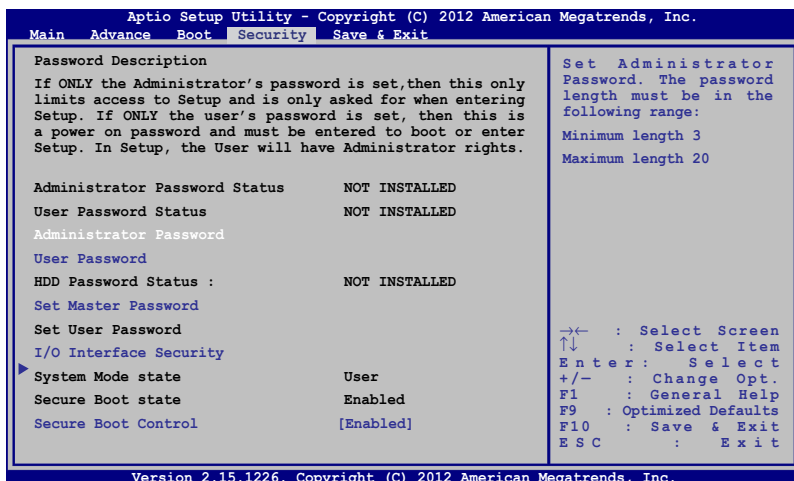 Aptio Setup Utility - Copyright (C) 2012 American Megatrends, Inc.
Main Advance Boot Security Save & Exit
Password Description
If ONLY the Administrator's password is set,then this only
limits access to Setup and is only asked for when entering
Setup. If ONLY the user's password is set, then this is
a power on password and must be entered to boot or enter
Setup. In Setup, the User will have Administrator rights.
Administrator Password Status NOT INSTALLED
User Password Status NOT INSTALLED
Administrator Password
User Password
HDD Password Status : NOT INSTALLED
Set Master Password
Set User Password
I/O Interface Security
System Mode state User
Secure Boot state Enabled
Secure Boot Control [Enabled]
Set Administrator
Password. The password
length must be in the
following range:
Minimum length 3
Maximum length 20
→← : Select Screen
↑↓ : Select Item
Enter: Select
+/— : Change Opt.
F1 : General Help
F9 : Optimized Defaults
F10 : Save & Exit
ESC : Exit
Version 2.15.1226. Copyright (C) 2012 American Megatrends, Inc.